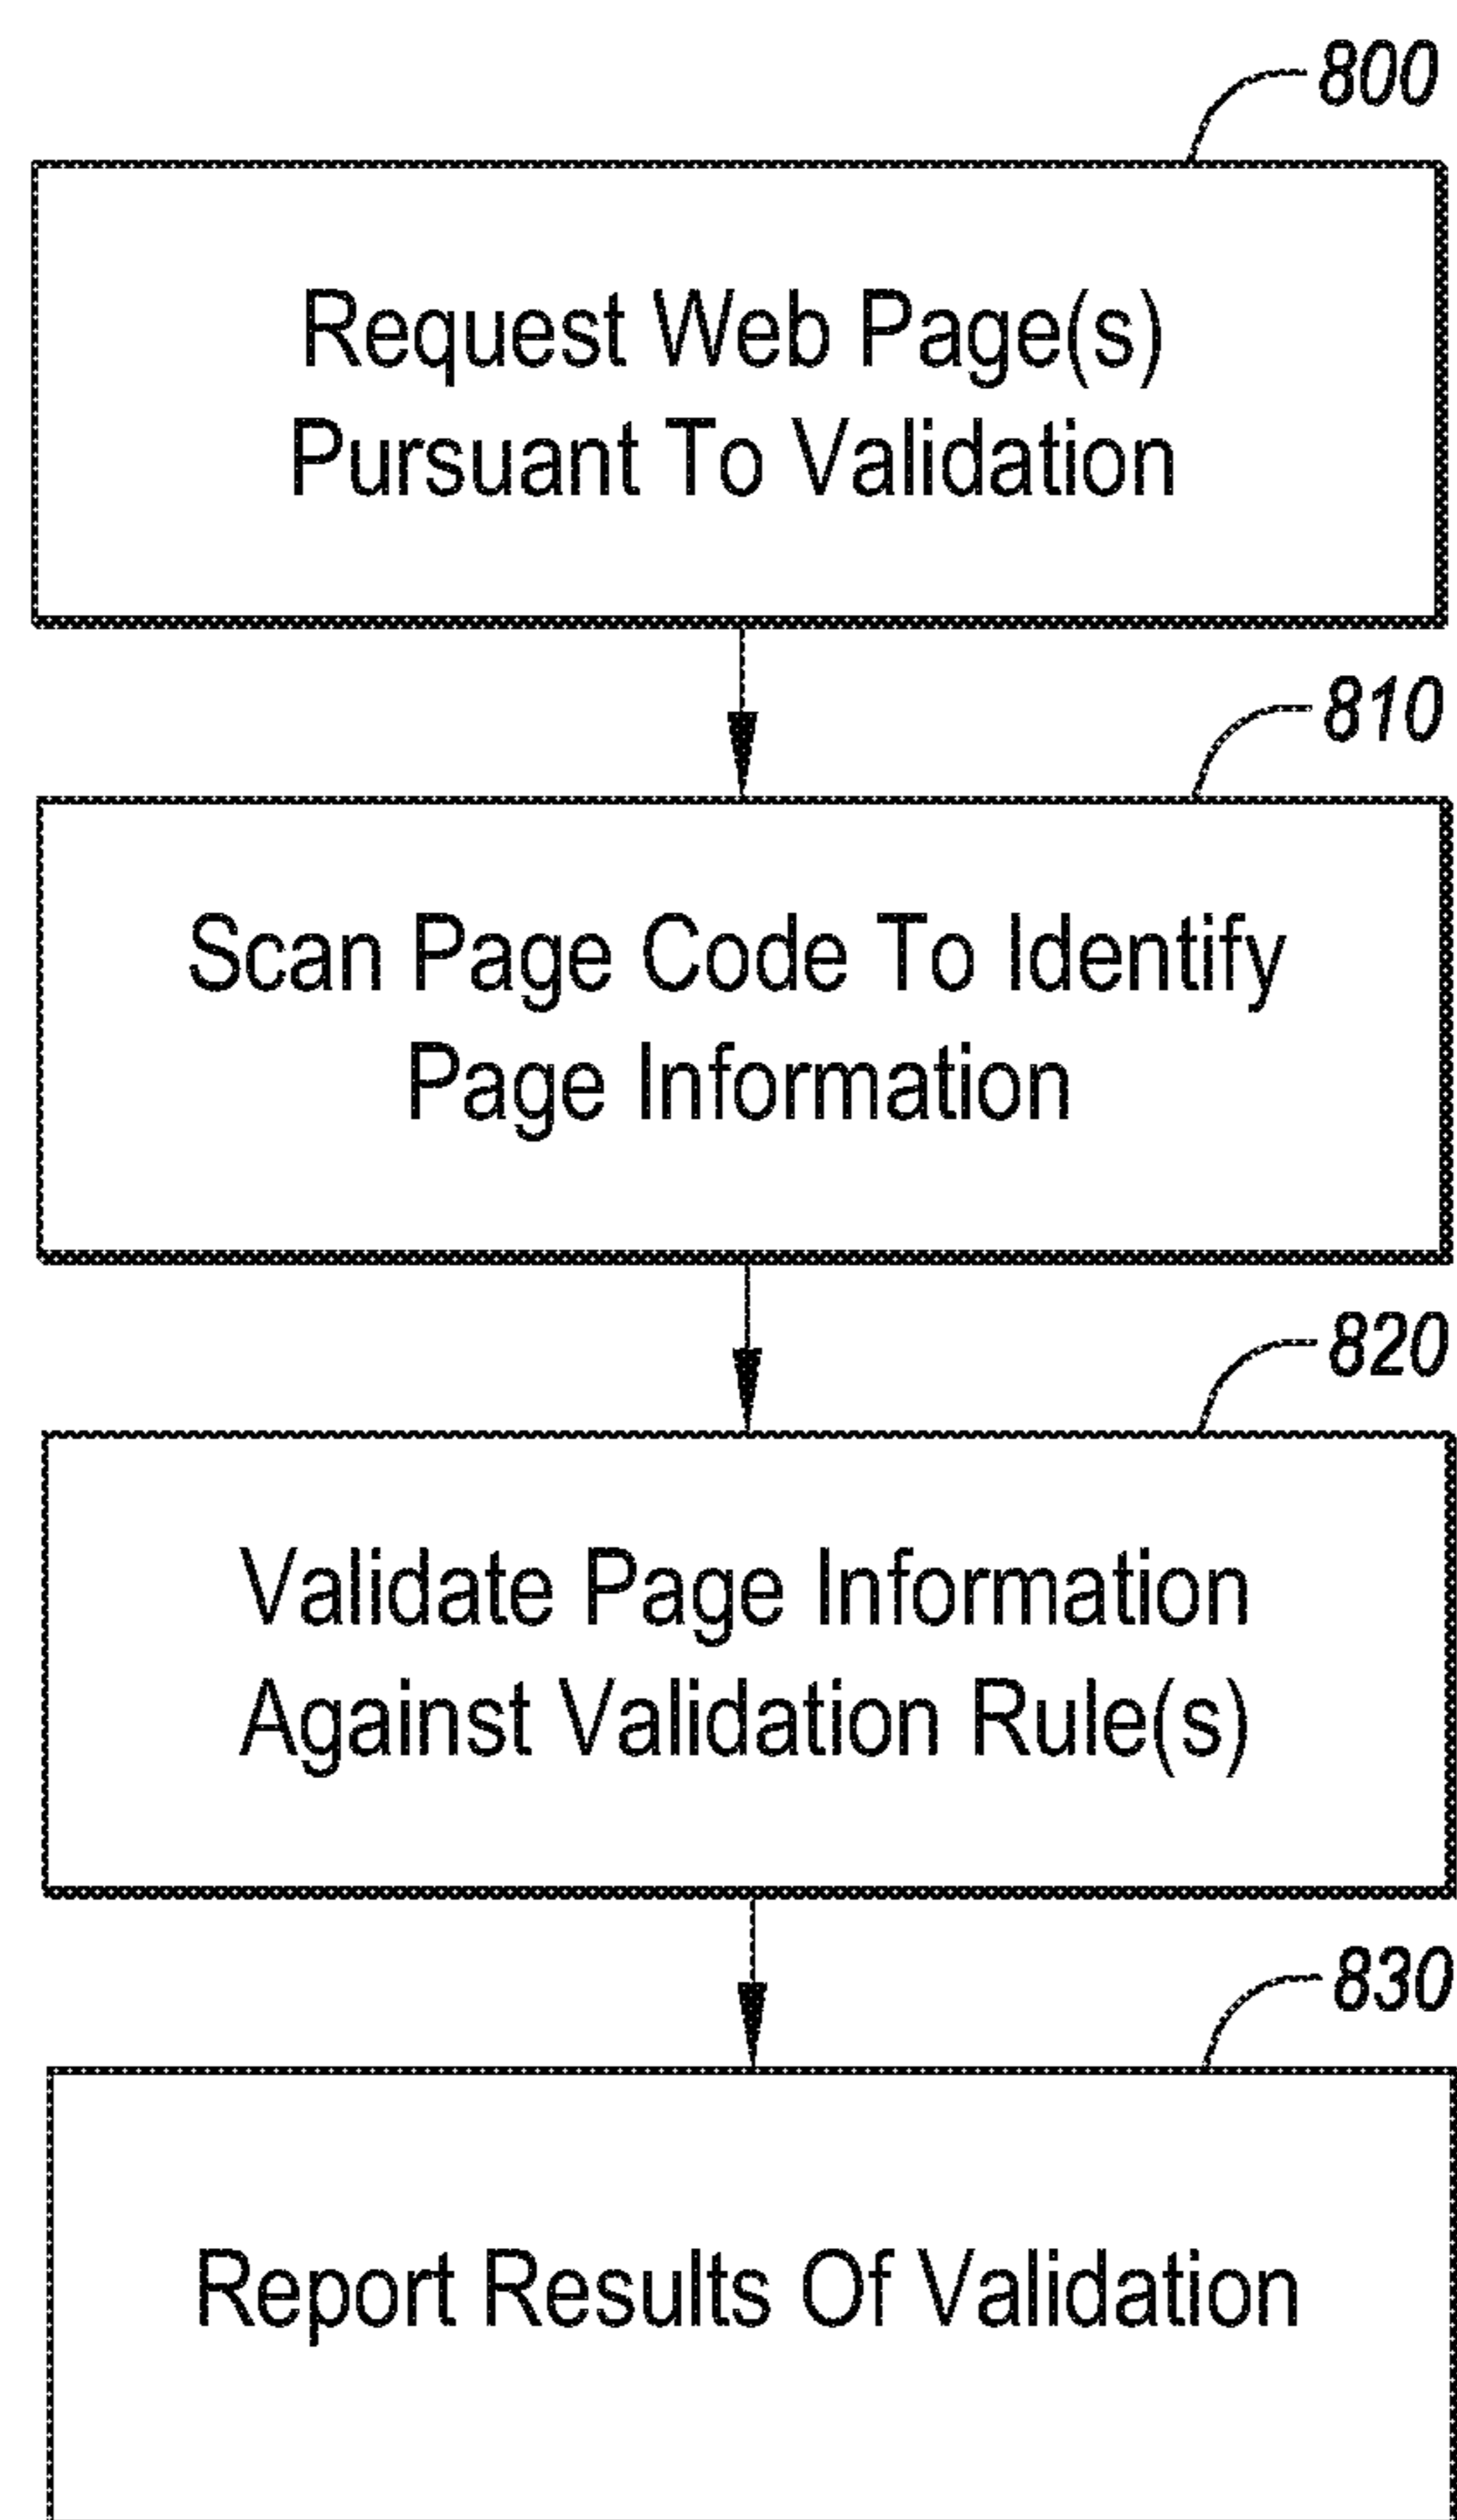 800
Request Web Page(s)
Pursuant To Validation
810
Scan Page Code To Identify
Page Information
820
Validate Page Information
Against Validation Rule(s)
830
Report Results Of Validation